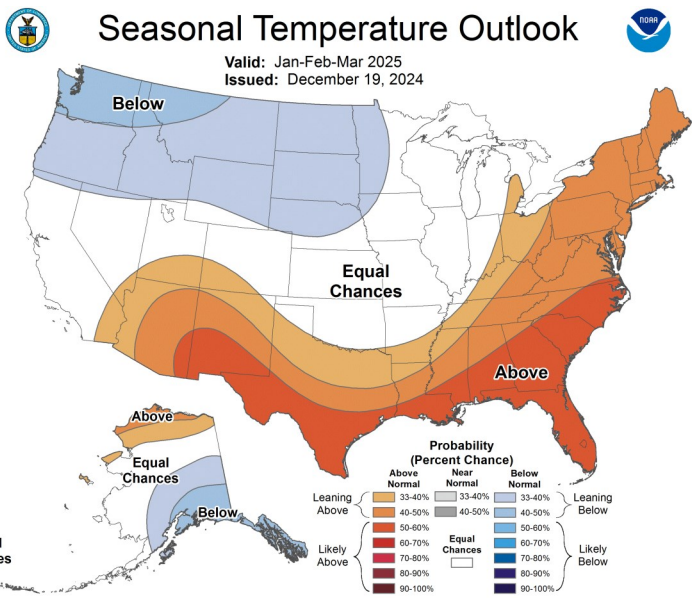 Seasonal Temperature Outlook
NOAA
Valid: Jan-Feb-Mar 2025
Issued: December 19, 2024
Below
Equal
Chances
Above
Above
Equal
Chances
Below
es
Probability
(Percent Chance)
Above
Normal
Near
Normal
Below
Normal
Leaning
Above
33-40%
40-50%
33-40%
40-50%
33-40%
40-50%
Leaning
Below
Likely
Above
50-60%
60-70%
70-80%
80-90%
90-100%
Equal
Chances
50-60%
60-70%
70-80%
80-90%
90-100%
Likely
Below